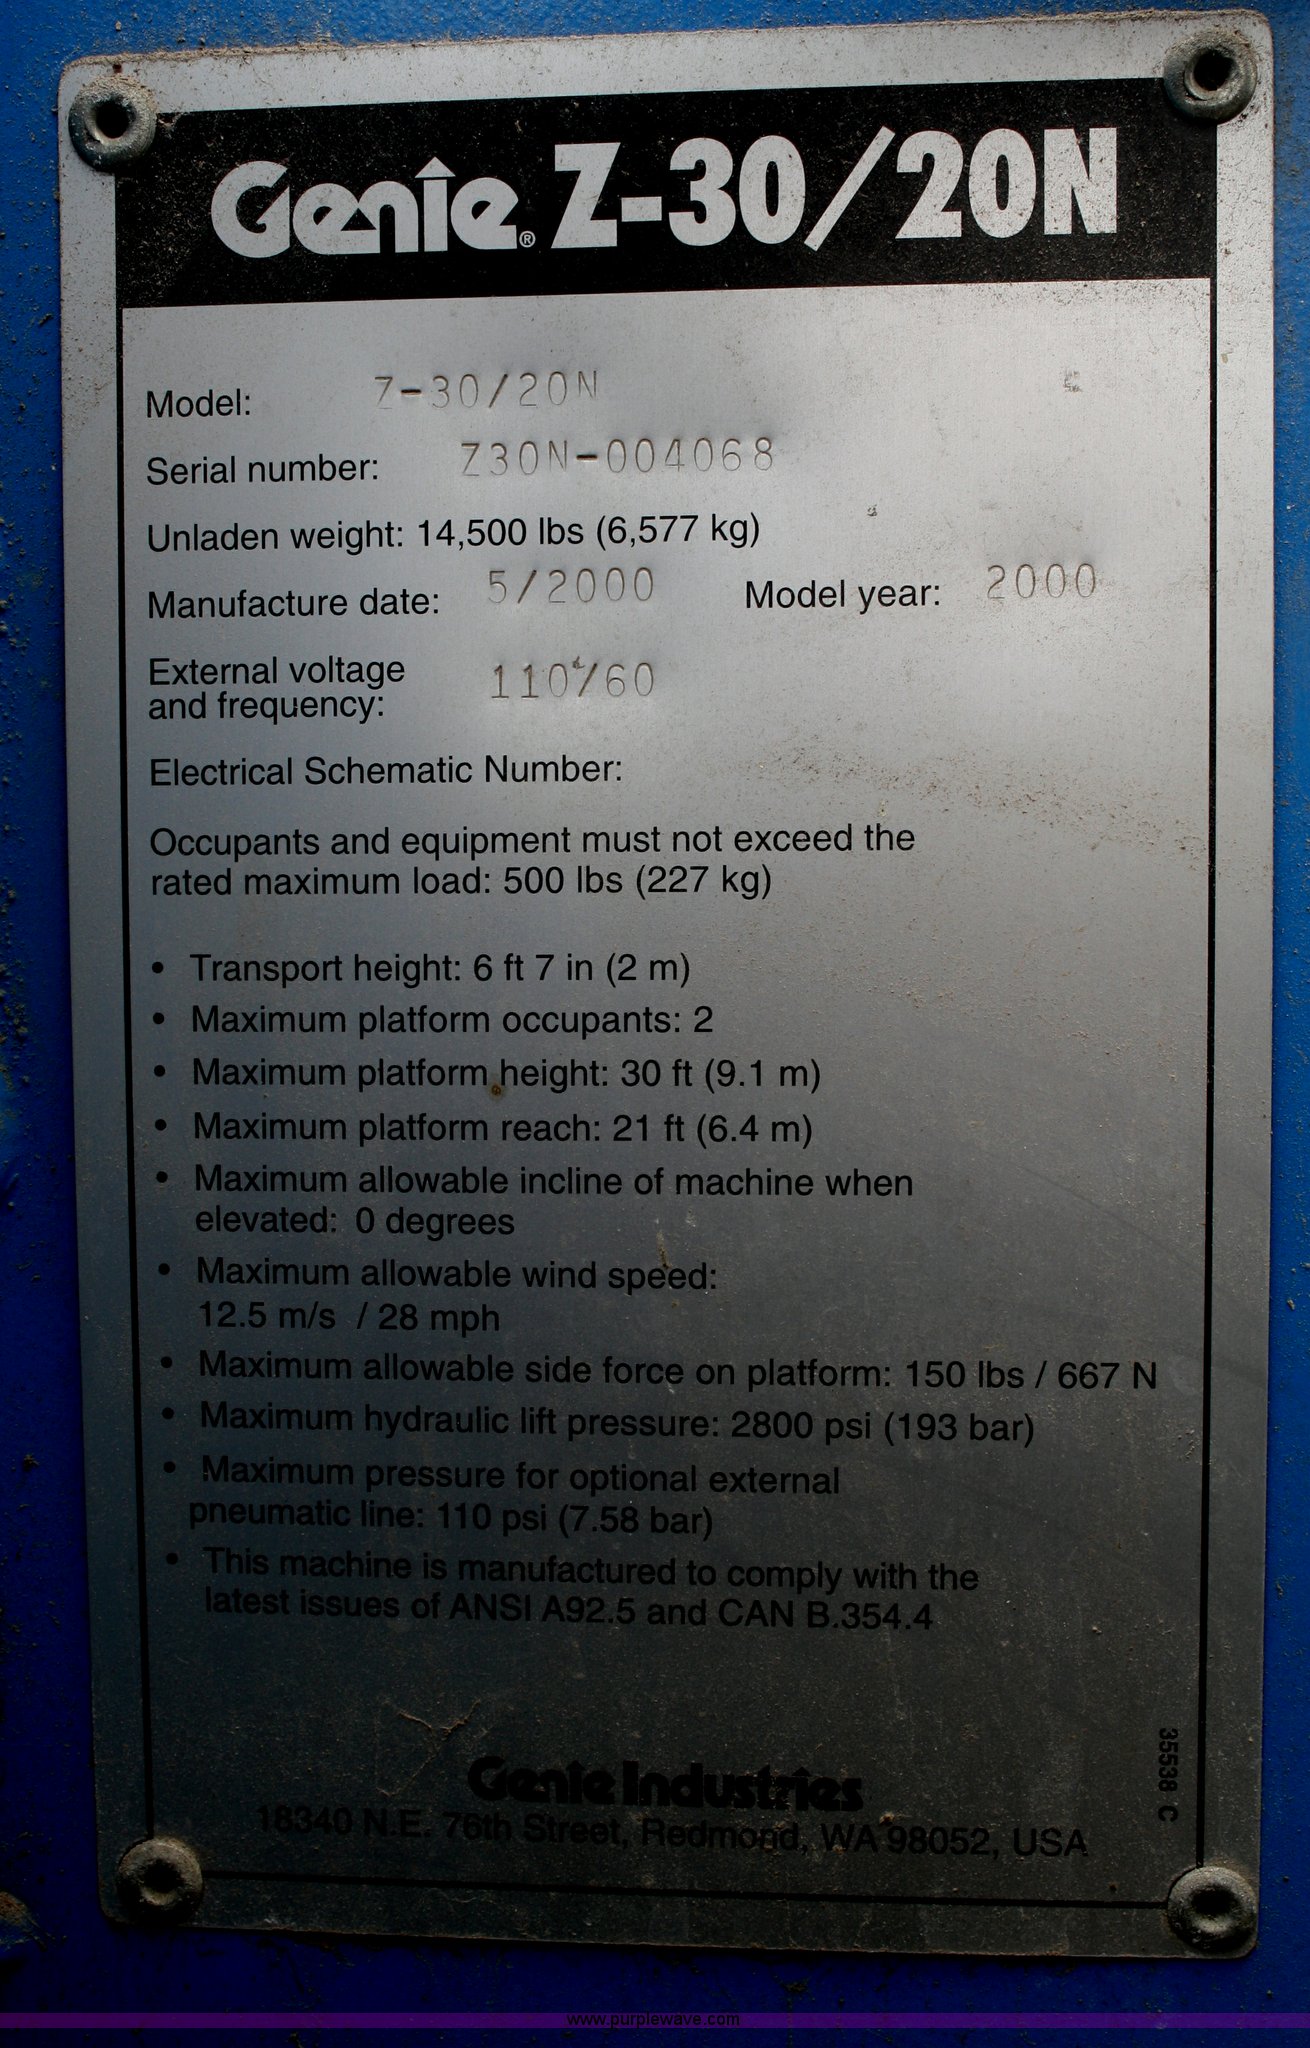 Genie® Z-30/20N
Model: Z-30/20N
Serial number: Z30N-004068
Unladen weight: 14,500 lbs (6,577 kg)
Manufacture date: 5/2000 Model year: 2000
External voltage
and frequency: 110/60
Electrical Schematic Number:
Occupants and equipment must not exceed the
rated maximum load: 500 lbs (227 kg)
• Transport height: 6 ft 7 in (2 m)
• Maximum platform occupants: 2
• Maximum platform height: 30 ft (9.1 m)
• Maximum platform reach: 21 ft (6.4 m)
• Maximum allowable incline of machine when
elevated: 0 degrees
• Maximum allowable wind speed:
12.5 m/s / 28 mph
• Maximum allowable side force on platform: 150 lbs / 667 N
• Maximum hydraulic lift pressure: 2800 psi (193 bar)
• Maximum pressure for optional external
pneumatic line: 110 psi (7.58 bar)
• This machine is manufactured to comply with the
latest issues of ANSI A92.5 and CAN B.354.4
Genie Industries
18340 N.E. 76th Street, Redmond, WA 98052, USA
35538 C
www.purplewave.com